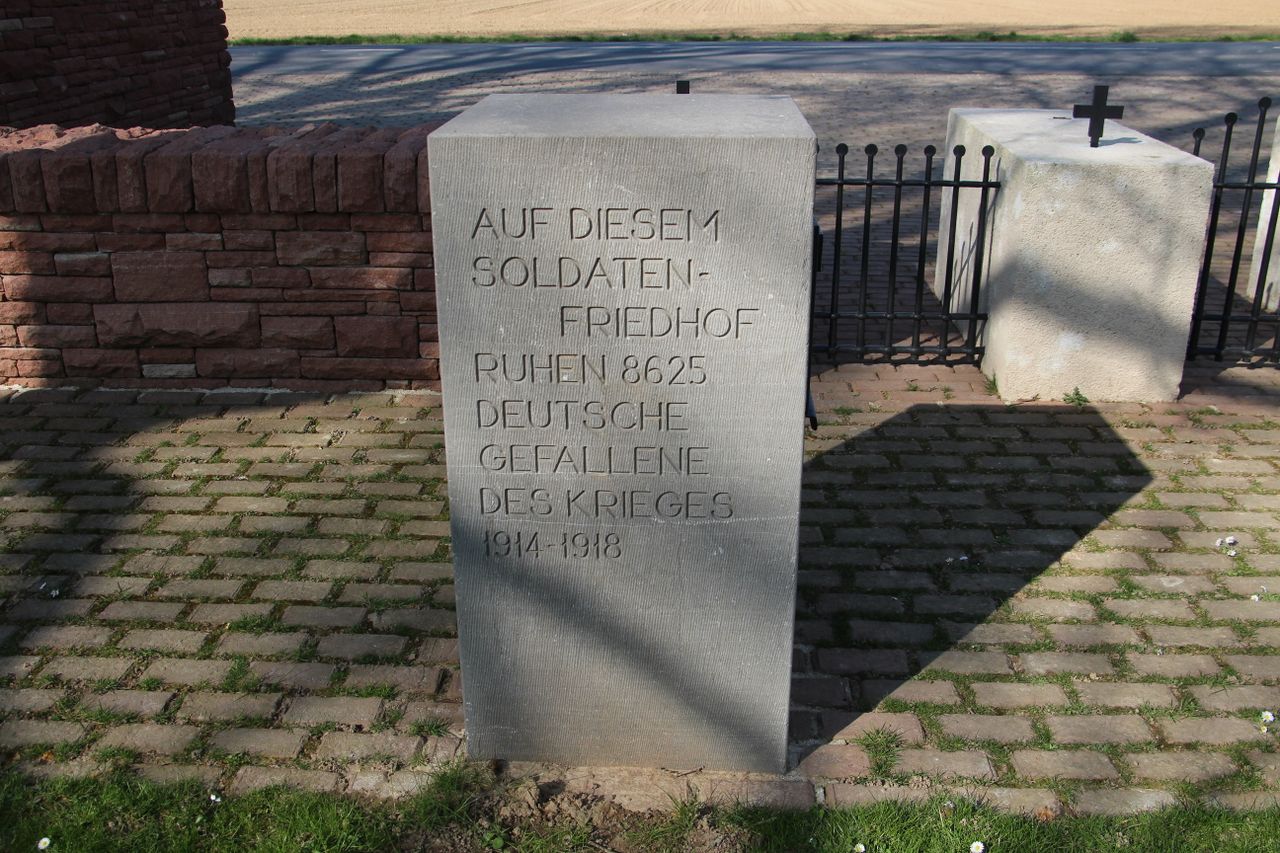 AUF DIESEM
SOLDATEN-
FRIEDHOF
RUHEN 8625
DEUTSCHE
GEFALLENE
DES KRIEGES
1914-1918